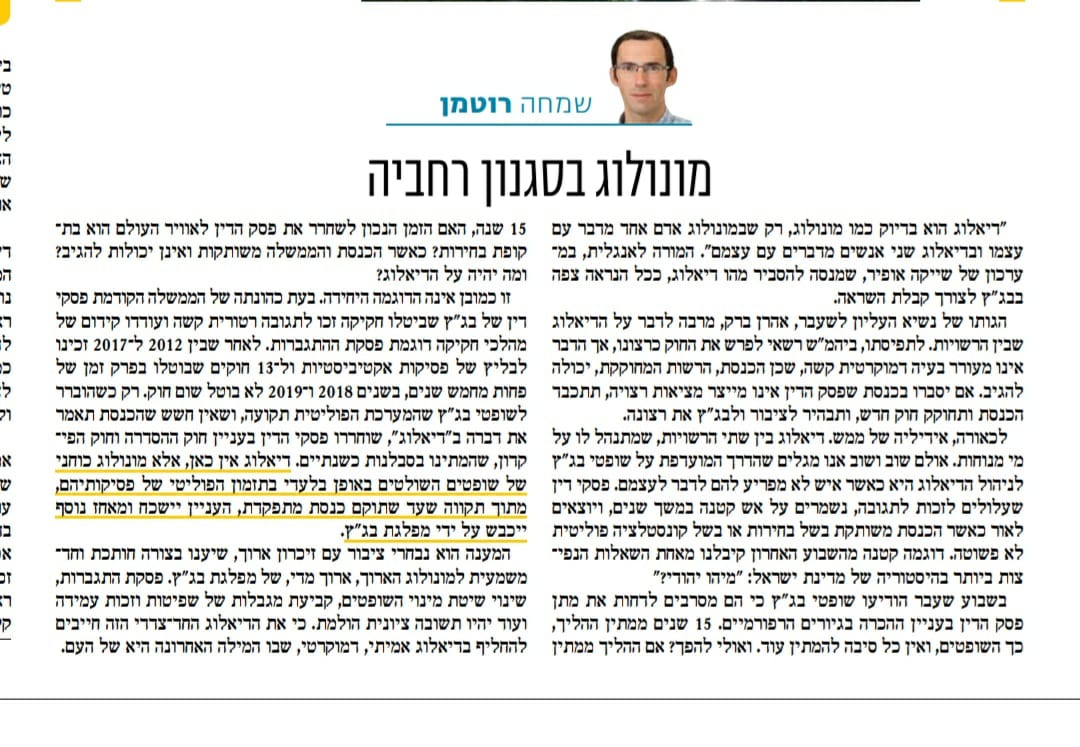 שמחה רוטמן
מונולוג בסגנון רחביה
"דיאלוג הוא בדיוק כמו מונולוג, רק שבמונולוג אדם אחד מדבר עם
עצמו ובדיאלוג שני אנשים מדברים עם עצמם". המורה לאנגלית, במ־
ערכון של שייקה אופיר, שמנסה להסביר מהו דיאלוג, ככל הנראה צפה
בבג"ץ לצורך קבלת השראה.
הגותו של נשיא העליון לשעבר, אהרן ברק, מרבה לדבר על הדיאלוג
שבין הרשויות. לתפיסתו, ביהמ"ש רשאי לפרש את החוק כרצונו, אך הדבר
אינו מעורר בעיה דמוקרטית קשה, שכן הכנסת, הרשות המחוקקת, יכולה
להגיב. אם יסברו בכנסת שפסק הדין אינו מייצר מציאות רצויה, תתכבד
הכנסת ותחוקק חוק חדש, ותבהיר לציבור ולבג"ץ את רצונה.
לכאורה, אידיליה של ממש. דיאלוג בין שתי הרשויות, שמתנהל לו על
מי מנוחות. אולם שוב ושוב אנו מגלים שהדרך המועדפת על שופטי בג"ץ
לניהול הדיאלוג היא כאשר איש לא מפריע להם לדבר לעצמם. פסקי דין
שעלולים לזכות לתגובה, נשמרים על אש קטנה במשך שנים, ויוצאים
לאור כאשר הכנסת משותקת בשל בחירות או בשל קונסטלציה פוליטית
לא פשוטה. דוגמה קטנה מהשבוע האחרון קיבלנו מאחת השאלות הנפי־
צות ביותר בהיסטוריה של מדינת ישראל: "מיהו יהודי?"
בשבוע שעבר הודיעו שופטי בג"ץ כי הם מסרבים לדחות את מתן
פסק הדין בעניין ההכרה בגיורים הרפורמיים. 15 שנים ממתין ההליך,
כך השופטים, ואין כל סיבה להמתין עוד. ואולי להפך? אם ההליך ממתין
15 שנה, האם הזמן הנכון לשחרר את פסק הדין לאוויר העולם הוא בת־
קופת בחירות? כאשר הכנסת והממשלה משותקות ואינן יכולות להגיב?
ומה יהיה על הדיאלוג?
זו כמובן אינה הדוגמה היחידה. בעת כהונתה של הממשלה הקודמת פסקי
דין של בג"ץ שביטלו חקיקה זכו לתגובה רטורית קשה ועודדו קידום של
מהלכי חקיקה דוגמת פסקת ההתגברות. לאחר שבין 2012 ל־2017 זכינו
לבליץ של פסיקות אקטיביסטיות ול־13 חוקים שבוטלו בפרק זמן של
פחות מחמש שנים, בשנים 2018 ו־2019 לא בוטל שום חוק. רק כשהוברר
לשופטי בג"ץ שהמערכת הפוליטית תקועה, ושאין חשש שהכנסת תאמר
את דברה ב"דיאלוג", שוחררו פסקי הדין בעניין חוק ההסדרה וחוק הפי־
קדון, שהמתינו בסבלנות כשנתיים. דיאלוג אין כאן, אלא מונולוג כוחני
של שופטים השולטים באופן בלעדי בתזמון הפוליטי של פסיקותיהם,
מתוך תקווה שעד שתוקם כנסת מתפקדת, העניין יישכח ומאחז נוסף
ייכבש על ידי מפלגת בג"ץ.
המענה הוא נבחרי ציבור עם זיכרון ארוך, שיענו בצורה חותכת וחד־
משמעית למונולוג הארוך, ארוך מדי, של מפלגת בג"ץ. פסקת התגברות,
שינוי שיטת מינוי השופטים, קביעת מגבלות של שפיטות וזכות עמידה
ועוד יהיו תשובה ציונית הולמת. כי את הדיאלוג החד־צדדי הזה חייבים
להחליף בדיאלוג אמיתי, דמוקרטי, שבו המילה האחרונה היא של העם.